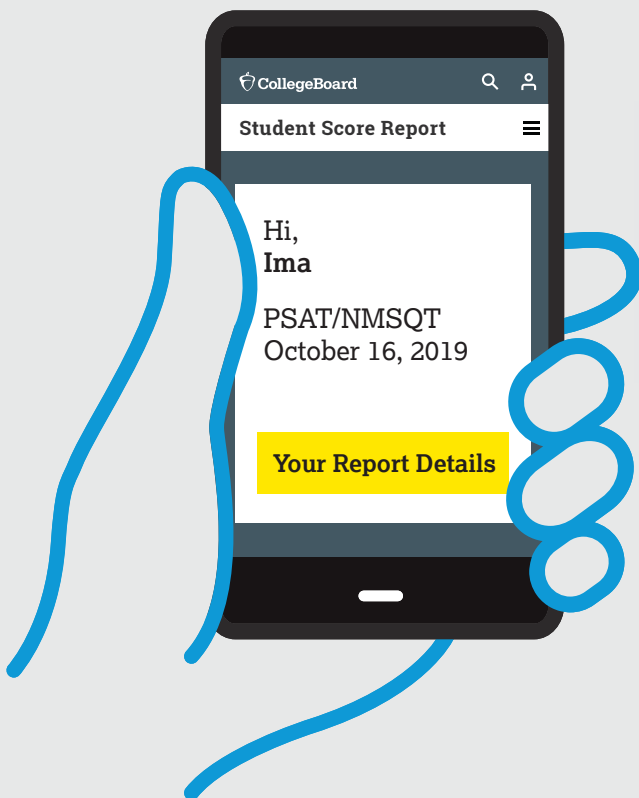 CollegeBoard
Student Score Report
Hi,
Ima
PSAT/NMSQT
October 16, 2019
Your Report Details